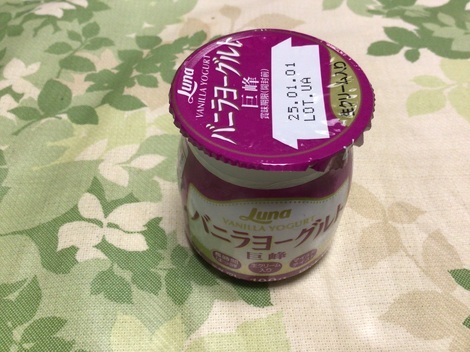 Luna
VANILLA YOGURT
バニラヨーグルト
巨峰
賞味期限(開封前)
25.01.01
LOT.UA
生クリーム入り
Luna
VANILLA YOGURT
バニラヨーグルト
巨峰